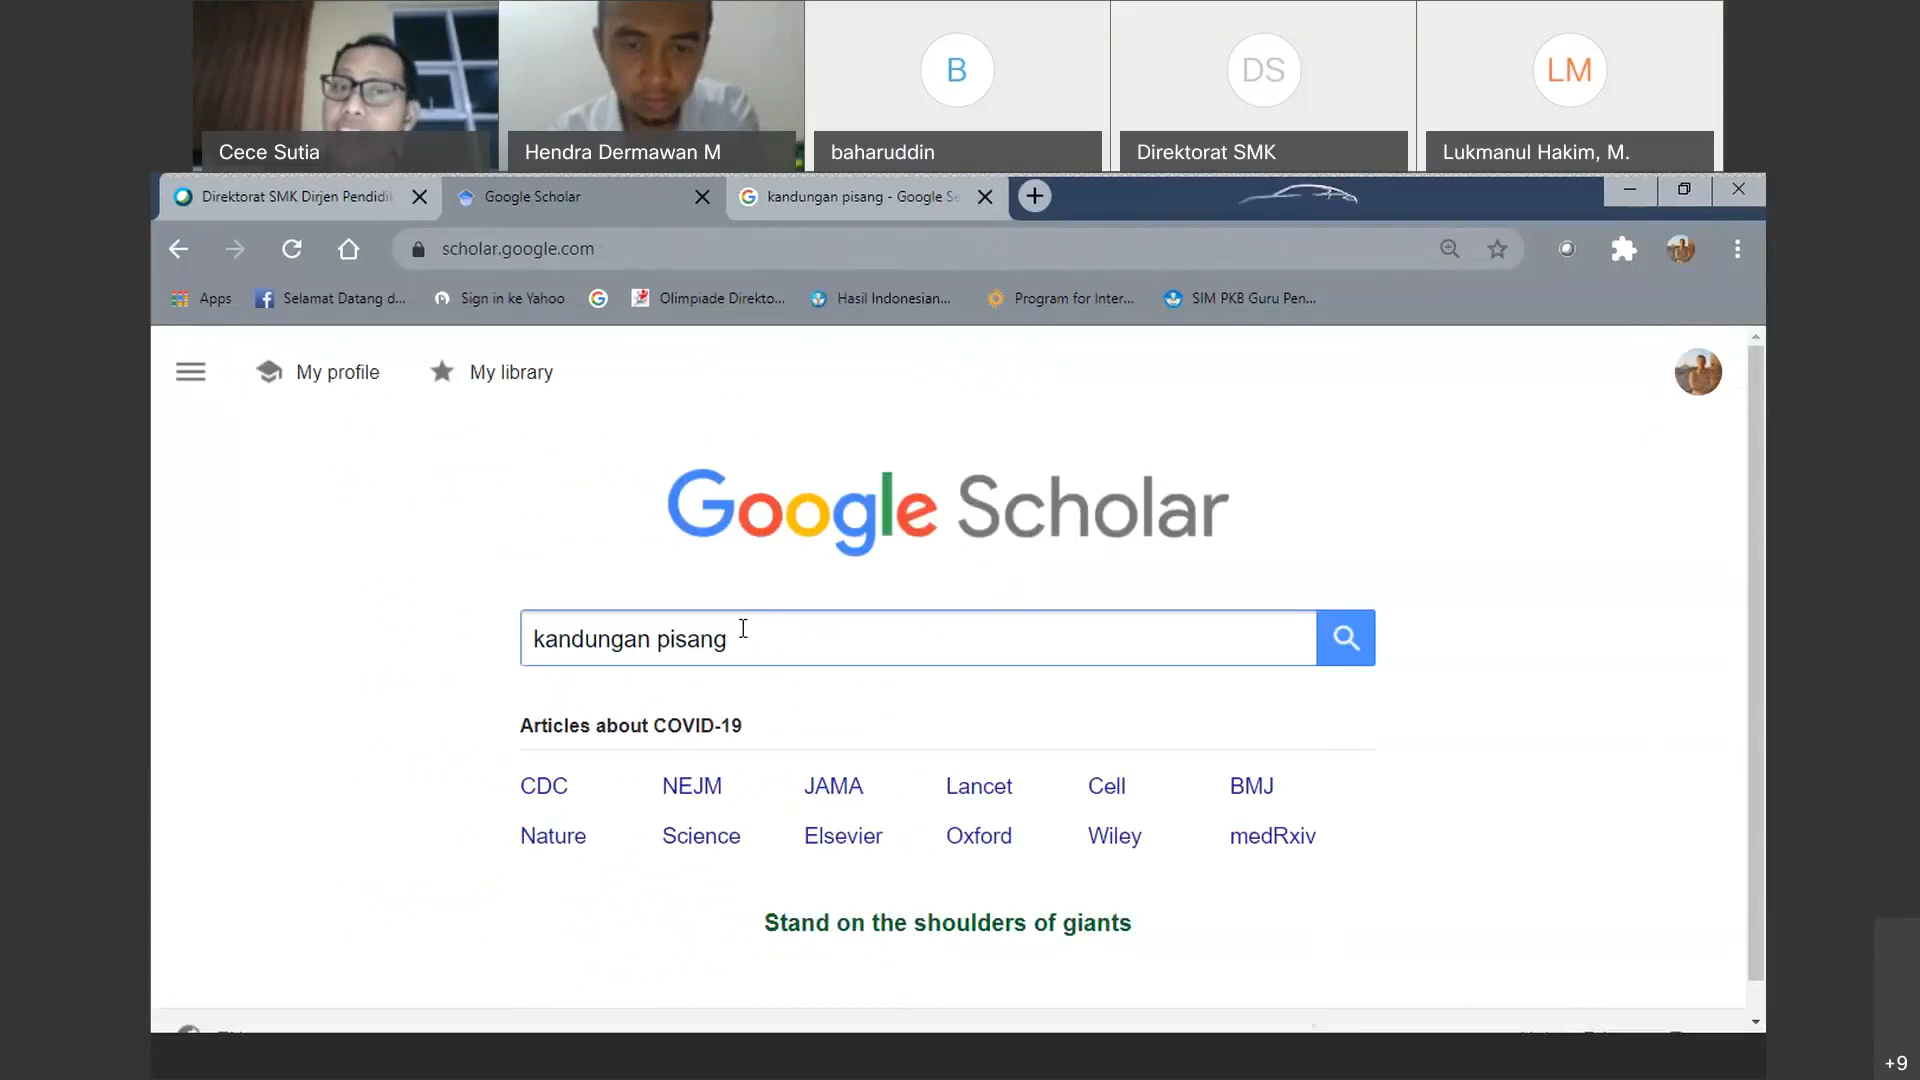 B
DS
LM
Cece Sutia
Hendra Dermawan M
baharuddin
Direktorat SMK
Lukmanul Hakim, M.
Direktorat SMK Dirjen Pendidi
Google Scholar
kandungan pisang - Google Se
scholar.google.com
Apps
Selamat Datang d...
Sign in ke Yahoo
Olimpiade Direkto...
Hasil Indonesian...
Program for Inter...
SIM PKB Guru Pen...
My profile
My library
Google Scholar
kandungan pisang
Articles about COVID-19
CDC NEJM JAMA Lancet Cell BMJ
Nature Science Elsevier Oxford Wiley medRxiv
Stand on the shoulders of giants
+9